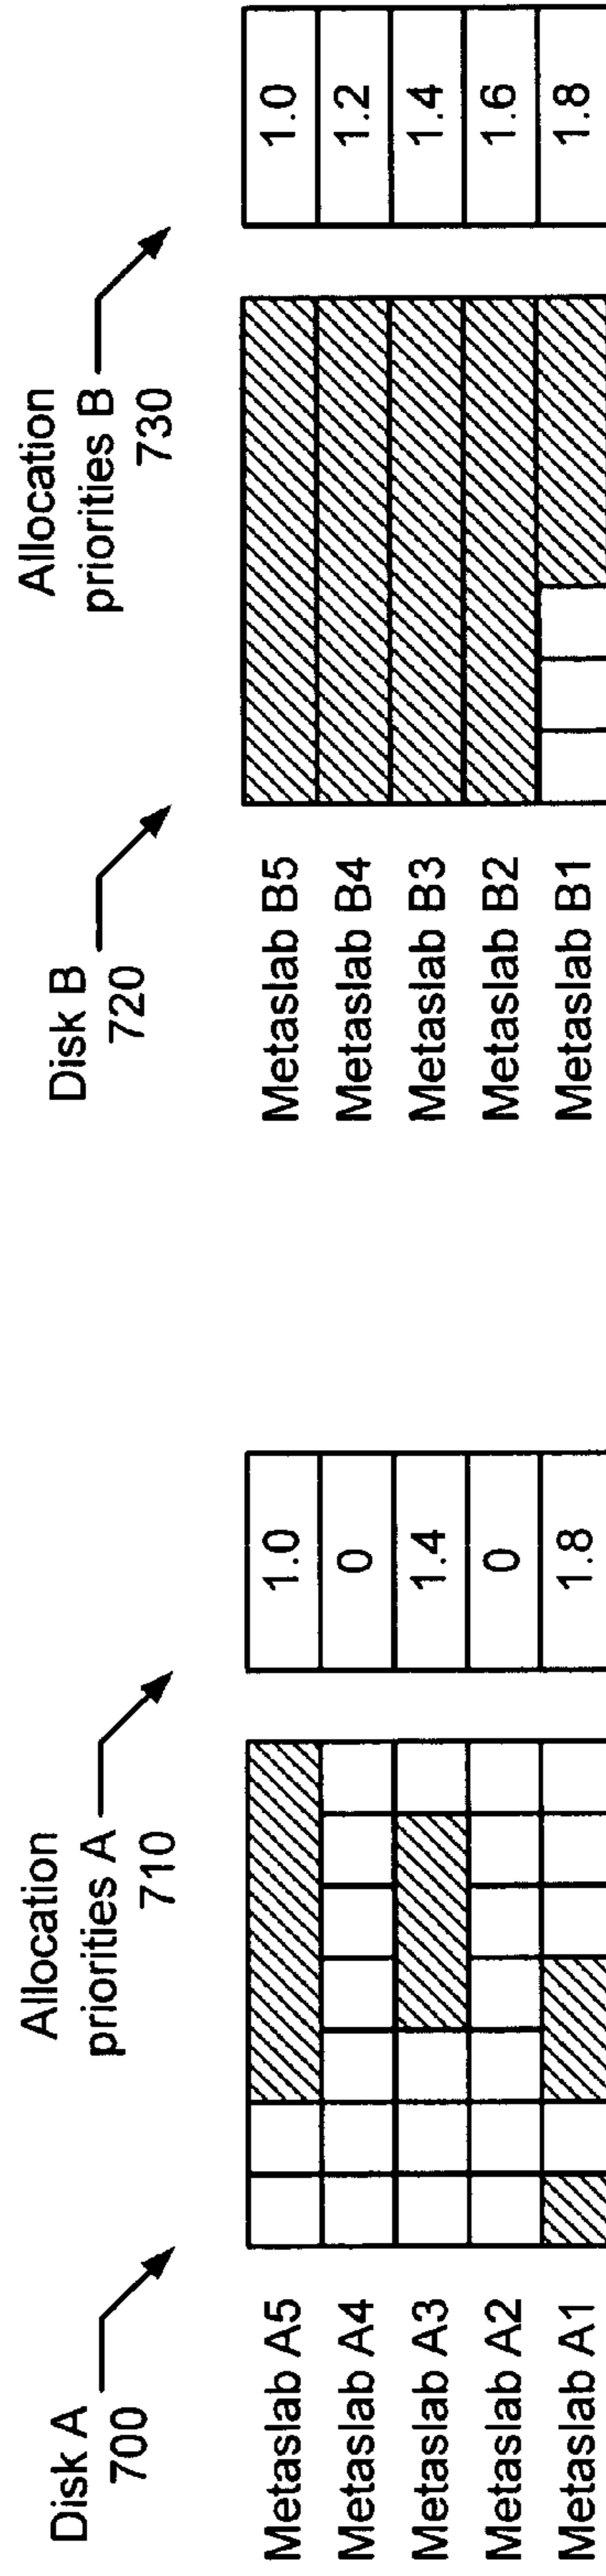 Disk A
700
Allocation
priorities A
710
Metaslab A5
1.0
Metaslab A4
0
Metaslab A3
1.4
Metaslab A2
0
Metaslab A1
1.8
Disk B
720
Allocation
priorities B
730
Metaslab B5
1.0
Metaslab B4
1.2
Metaslab B3
1.4
Metaslab B2
1.6
Metaslab B1
1.8